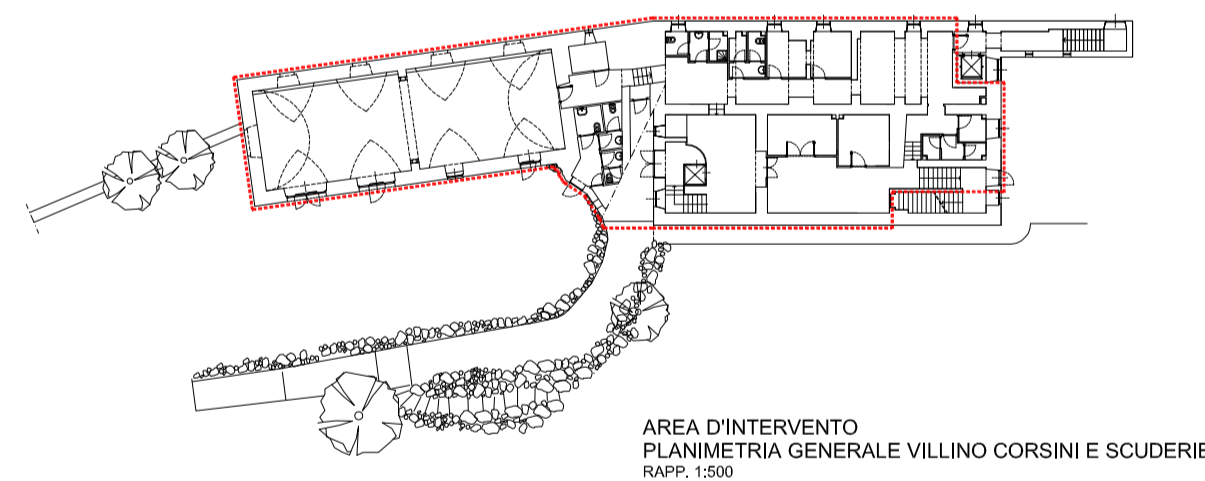 AREA D'INTERVENTO
PLANIMETRIA GENERALE VILLINO CORSINI E SCUDERIE
RAPP. 1:500